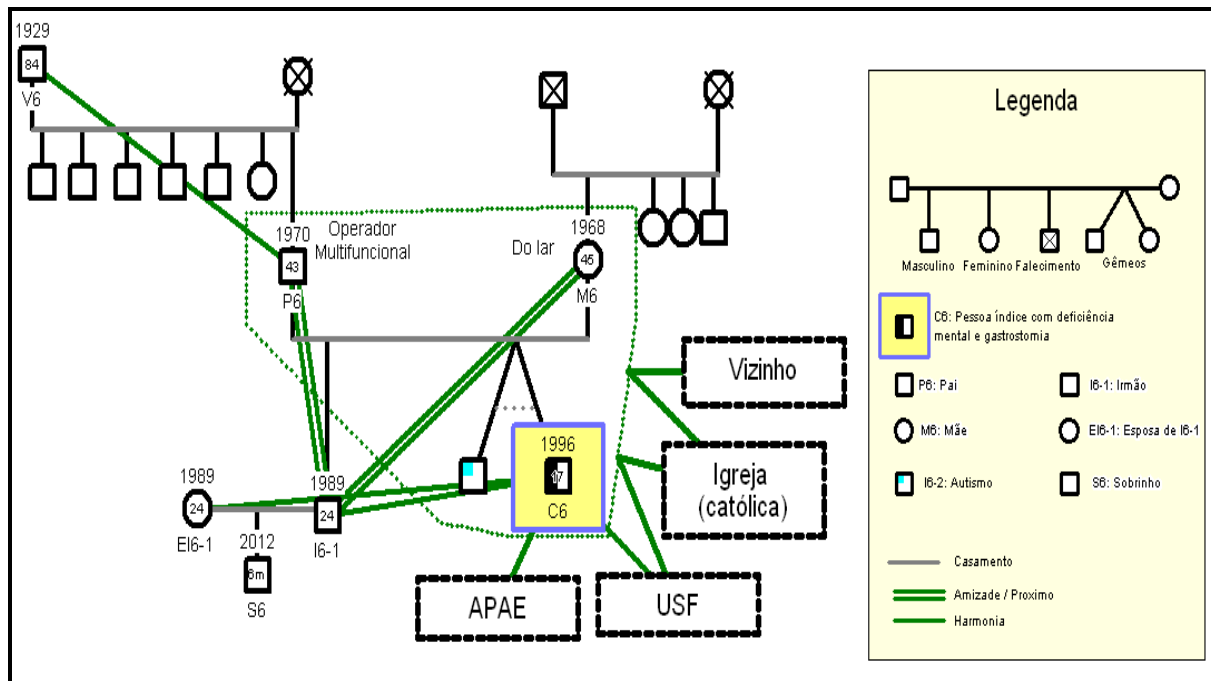 1929
84
V6
1970
Operador
Multifuncional
43
P6
1968
Do lar
45
M6
1989
24
EI6-1
2012
6m
S6
1989
24
I6-1
1996
17
C6
Vizinho
Igreja
(católica)
APAE
USF
Legenda
Masculino
Feminino
Falecimento
Gêmeos
C6: Pessoa índice com deficiência
mental e gastrostomia
P6: Pai
I6-1: Irmão
M6: Mãe
EI6-1: Esposa de I6-1
I6-2: Autismo
S6: Sobrinho
Casamento
Amizade / Proximo
Harmonia